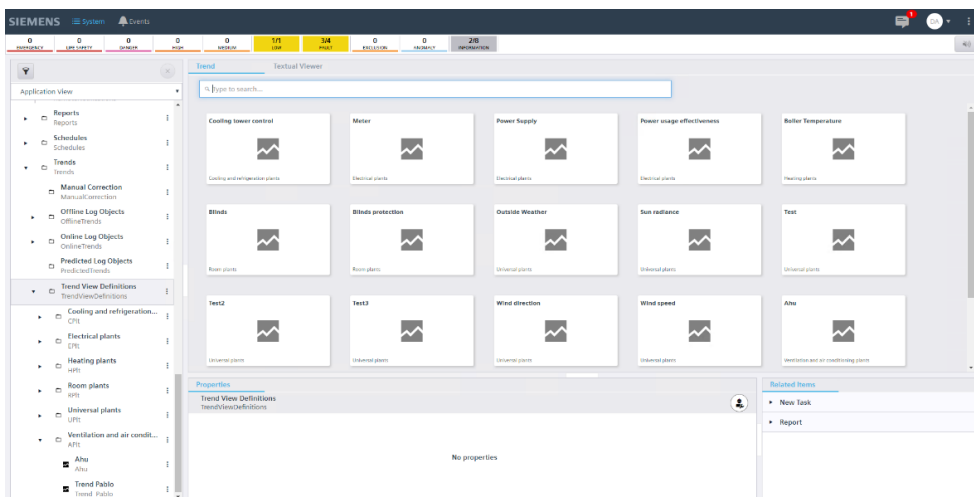 SIEMENS System Events
1 DA
0 0 0 0 0 1/1 3/4 0 0 2/8
EMERGENCY LIFE SAFETY DANGER HIGH MEDIUM LOW FAULT EXCLUSION ANOMALY INFORMATION
Application View
Reports
Reports
Schedules
Schedules
Trends
Trends
Manual Correction
ManualCorrection
Offline Log Objects
OfflineTrends
Online Log Objects
OnlineTrends
Predicted Log Objects
PredictedTrends
Trend View Definitions
TrendViewDefinitions
Cooling and refrigeration...
CPlt
Electrical plants
EPlt
Heating plants
HPlt
Room plants
RPlt
Universal plants
UPlt
Ventilation and air condit...
APlt
Ahu
Ahu
Trend Pablo
Trend_Pablo
Trend Textual Viewer
Type to search...
Cooling tower control Meter Power Supply Power usage effectiveness Boiler Temperature
Cooling and refrigeration plants Electrical plants Electrical plants Electrical plants Heating plants
Blinds Blinds protection Outside Weather Sun radiance Test
Room plants Room plants Universal plants Universal plants Universal plants
Test2 Test3 Wind direction Wind speed Ahu
Universal plants Universal plants Universal plants Universal plants Ventilation and air conditioning plants
Properties
Trend View Definitions
TrendViewDefinitions
No properties
Related Items
New Task
Report